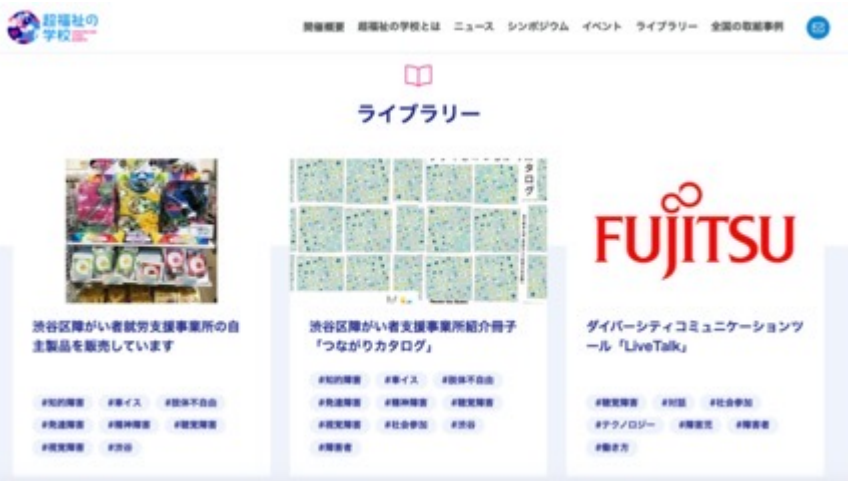 超福祉の
学校
開催概要 超福祉の学校とは ニュース シンポジウム イベント ライブラリー 全国の取組事例
ライブラリー
タログ
FUJITSU
渋谷区障がい者就労支援事業所の自
主製品を販売しています
渋谷区障がい者支援事業所紹介冊子
「つながりカタログ」
ダイバーシティコミュニケーションツ
ール「LiveTalk」
#知的障害 #車イス #肢体不自由
#発達障害 #精神障害 #聴覚障害
#視覚障害 #渋谷
#知的障害 #車イス #肢体不自由
#発達障害 #精神障害 #聴覚障害
#視覚障害 #社会参加 #渋谷
#障害者
#聴覚障害 #対話 #社会参加
#テクノロジー #障害児 #障害者
#働き方